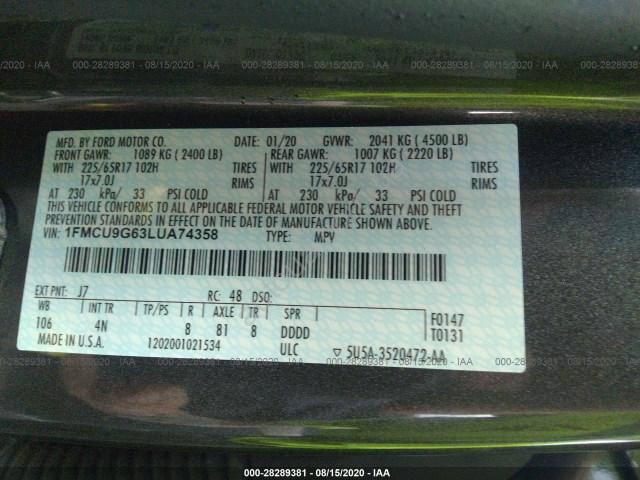 000-28289381 - 08/15/2020 - IAA
MFD. BY FORD MOTOR CO. DATE: 01/20 GVWR: 2041 KG ( 4500 LB)
FRONT GAWR: 1089 KG ( 2400 LB) REAR GAWR: 1007 KG ( 2220 LB)
WITH 225/65R17 102H TIRES WITH 225/65R17 102H TIRES
17x7.0J RIMS 17x7.0J RIMS
AT 230 kPa/ 33 PSI COLD AT 230 kPa/ 33 PSI COLD
THIS VEHICLE CONFORMS TO ALL APPLICABLE FEDERAL MOTOR VEHICLE SAFETY AND THEFT
PREVENTION STANDARDS IN EFFECT ON THE DATE OF MANUFACTURE SHOWN ABOVE.
VIN: 1FMCU9G63LUA74358 TYPE: MPV
EXT PNT: J7 RC: 48 DSO:
WB INT TR TP/PS R AXLE TR SPR F0147
106 4N 8 81 8 DDDD T0131
MADE IN U.S.A. 1202001021534 ULC ▽ 5U5A-3520472-AA
000-28289381 - 08/15/2020 - IAA
000-28289381 - 08/15/2020 - IAA